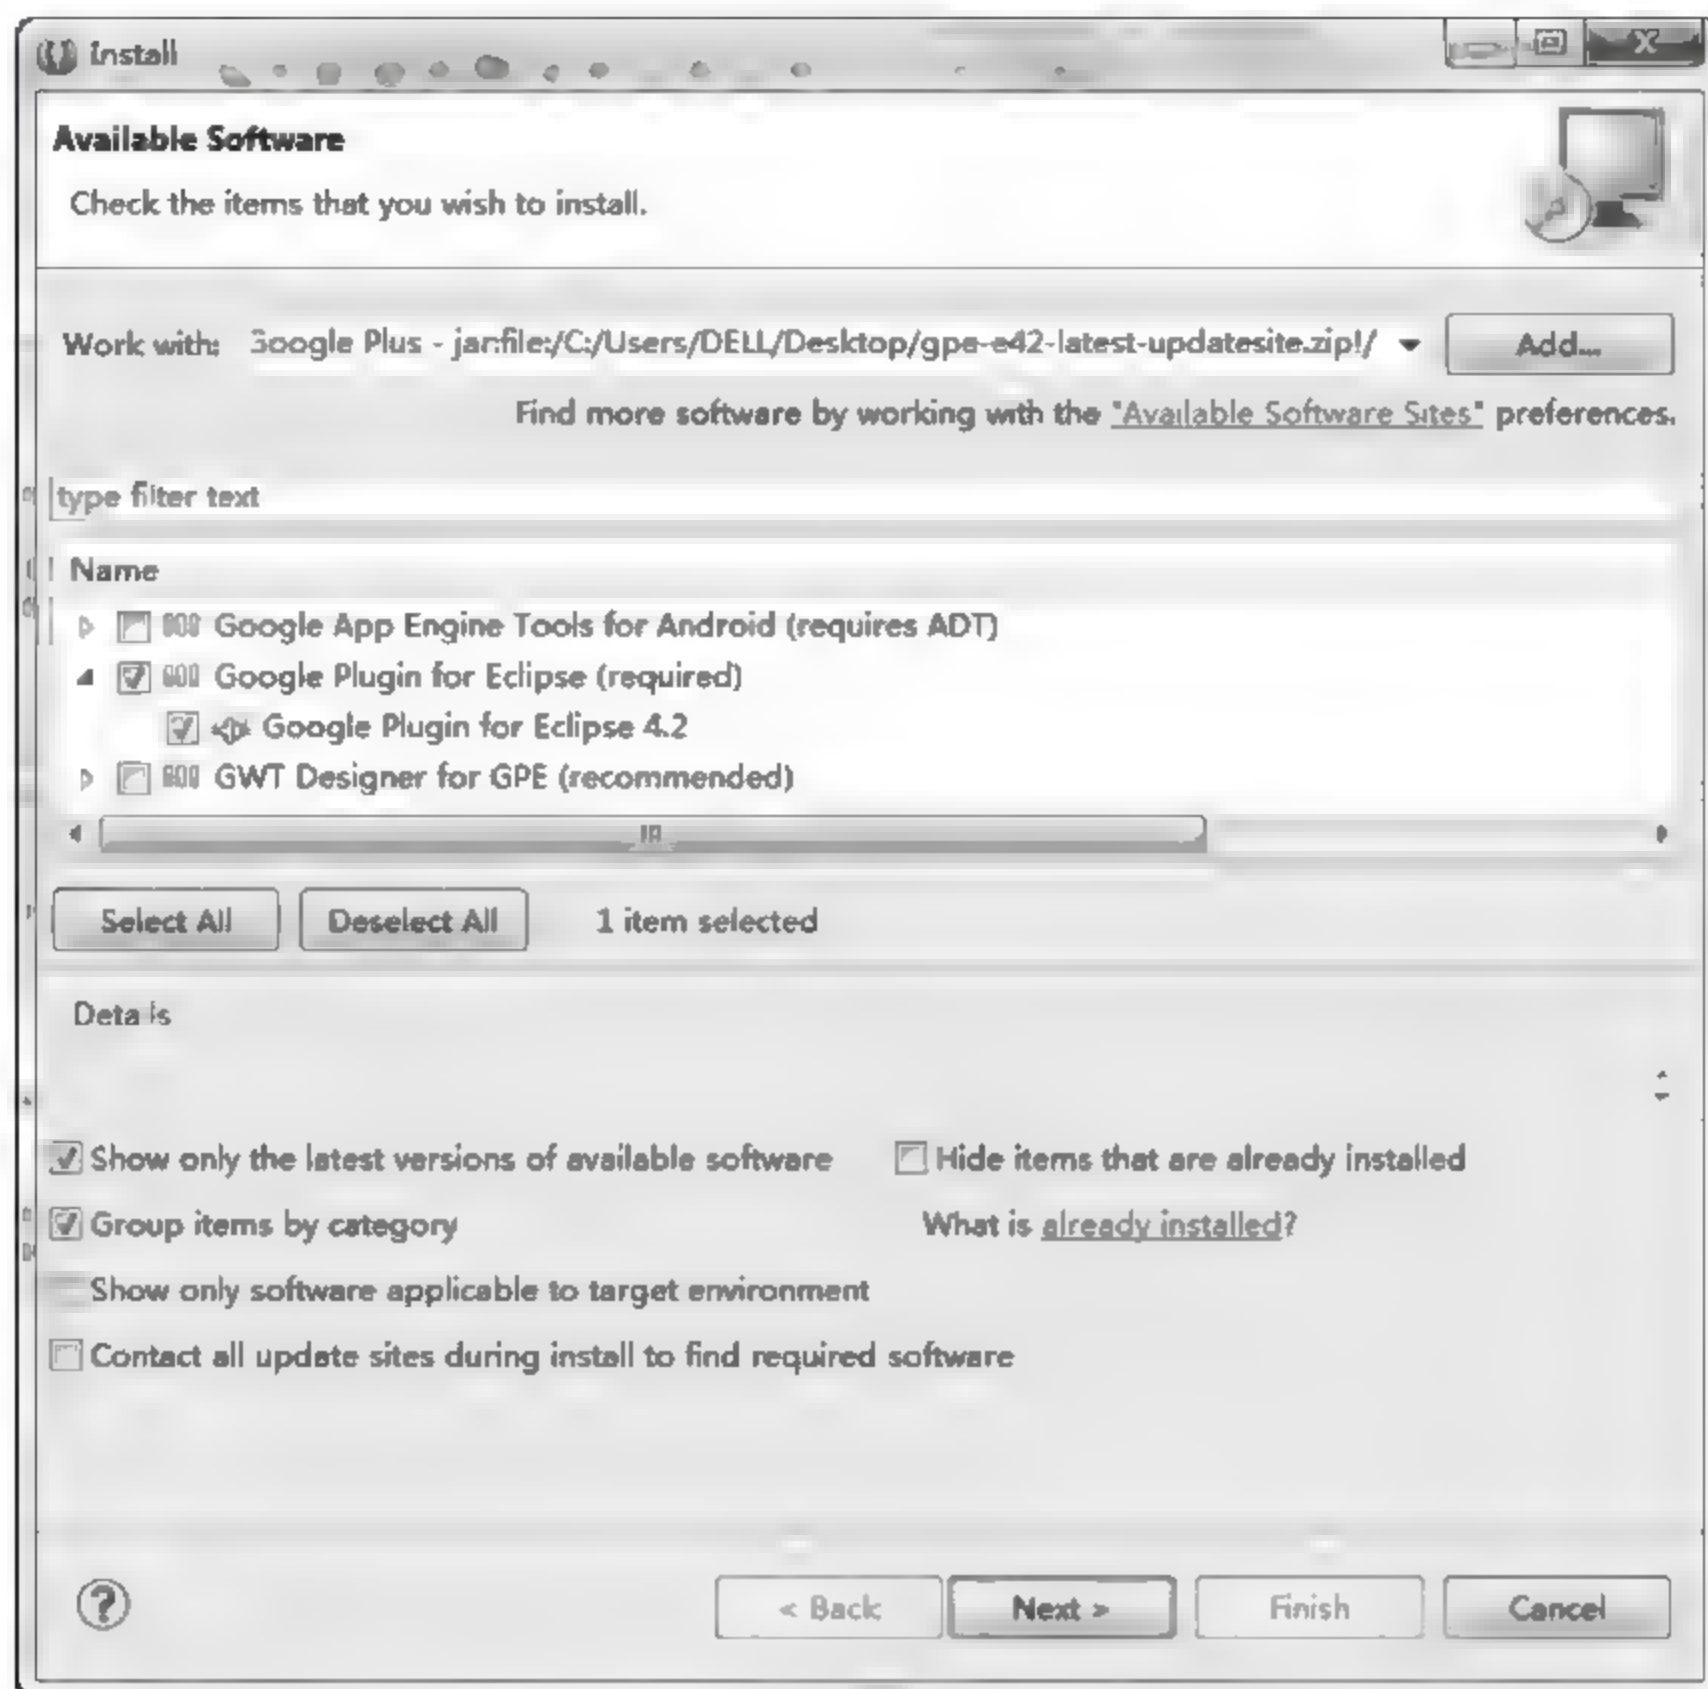 Install
Available Software
Check the items that you wish to install.
Work with: Google Plus - jar:file:/C:/Users/DELL/Desktop/gpe-e42-latest-updatesite.zip!/ Add...
Find more software by working with the "Available Software Sites" preferences.
type filter text
Name
Google App Engine Tools for Android (requires ADT)
Google Plugin for Eclipse (required)
Google Plugin for Eclipse 4.2
GWT Designer for GPE (recommended)
Select All Deselect All 1 item selected
Details
Show only the latest versions of available software Hide items that are already installed
Group items by category What is already installed?
Show only software applicable to target environment
Contact all update sites during install to find required software
? < Back Next > Finish Cancel